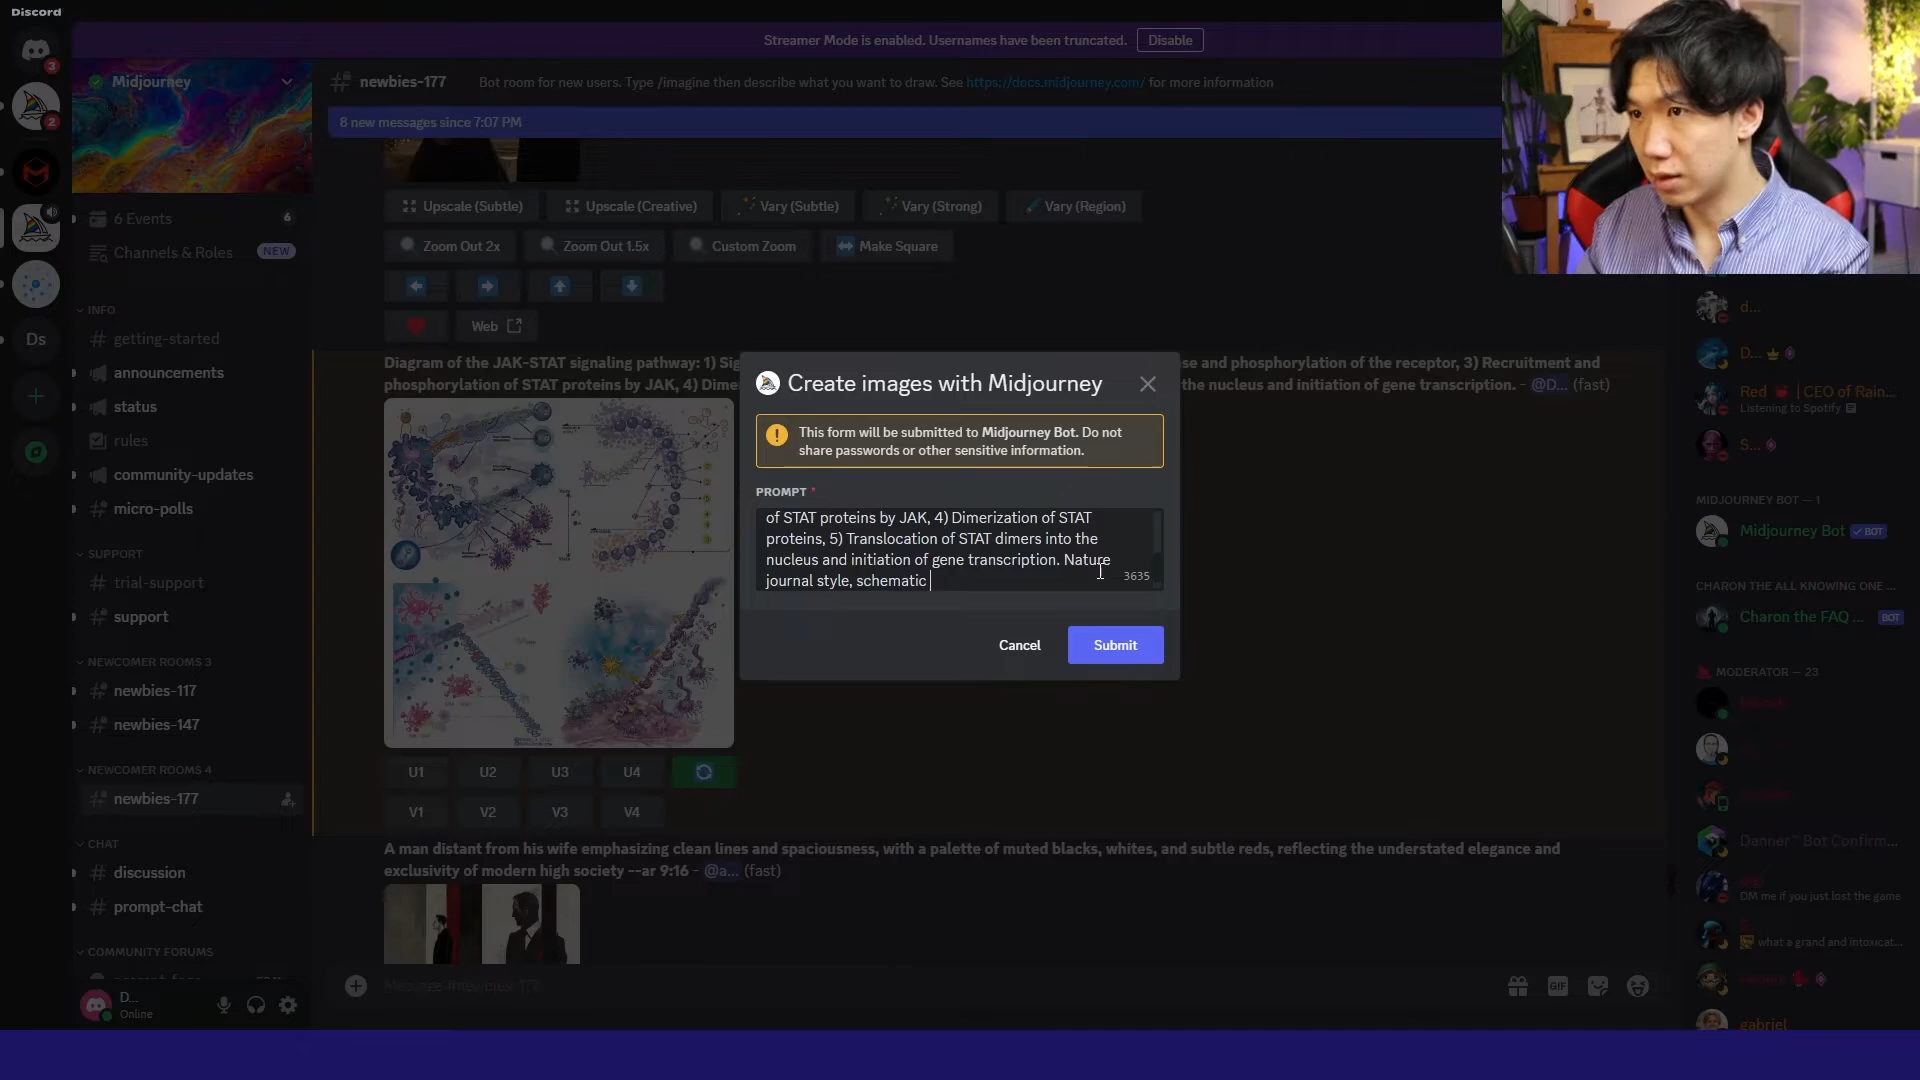 Discord
Streamer Mode is enabled. Usernames have been truncated.
Disable
3
Midjourney
newbies-177
Bot room for new users. Type /imagine then describe what you want to draw. See https://docs.midjourney.com/ for more information
2
8 new messages since 7:07 PM
6 Events
6
Channels & Roles
NEW
INFO
getting-started
Ds
announcements
status
rules
community-updates
micro-polls
SUPPORT
trial-support
support
NEWCOMER ROOMS 3
newbies-117
newbies-147
NEWCOMER ROOMS 4
newbies-177
CHAT
discussion
prompt-chat
COMMUNITY FORUMS
D...
Online
Upscale (Subtle)
Upscale (Creative)
Vary (Subtle)
Vary (Strong)
Vary (Region)
Zoom Out 2x
Zoom Out 1.5x
Custom Zoom
Make Square
Web
Diagram of the JAK-STAT signaling pathway: 1) Sig
se and phosphorylation of the receptor, 3) Recruitment and
phosphorylation of STAT proteins by JAK, 4) Dime
the nucleus and initiation of gene transcription. - @D... (fast)
Create images with Midjourney
This form will be submitted to Midjourney Bot. Do not
share passwords or other sensitive information.
PROMPT *
of STAT proteins by JAK, 4) Dimerization of STAT
proteins, 5) Translocation of STAT dimers into the
nucleus and initiation of gene transcription. Nature
journal style, schematic
3635
Cancel
Submit
U1
U2
U3
U4
V1
V2
V3
V4
A man distant from his wife emphasizing clean lines and spaciousness, with a palette of muted blacks, whites, and subtle reds, reflecting the understated elegance and
exclusivity of modern high society --ar 9:16 - @a... (fast)
Message #newbies-177
GIF
d...
D...
Red | CEO of Rain...
Listening to Spotify
S...
MIDJOURNEY BOT — 1
Midjourney Bot
BOT
CHARON THE ALL KNOWING ONE ...
Charon the FAQ ...
BOT
MODERATOR — 23
Danner™ Bot Confirm...
DM me if you just lost the game
what a grand and intoxicat...
gabriel